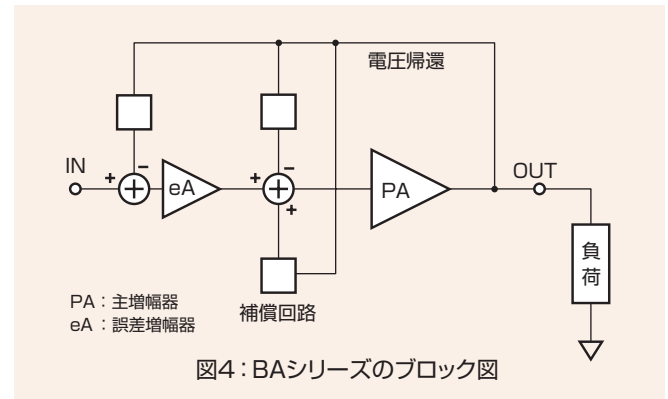 電圧帰還
IN
+
−
+
eA
+
−
+
+
PA
OUT
負荷
補償回路
PA：主増幅器
eA：誤差増幅器
図4：BAシリーズのブロック図